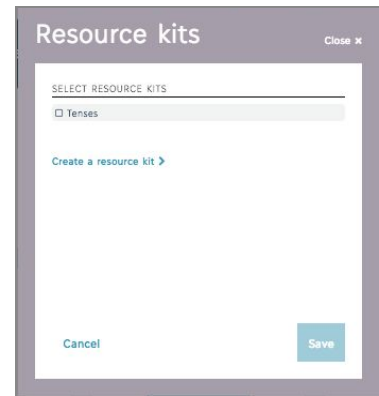 Resource kits
Close ×
SELECT RESOURCE KITS
Tenses
Create a resource kit >
Cancel
Save